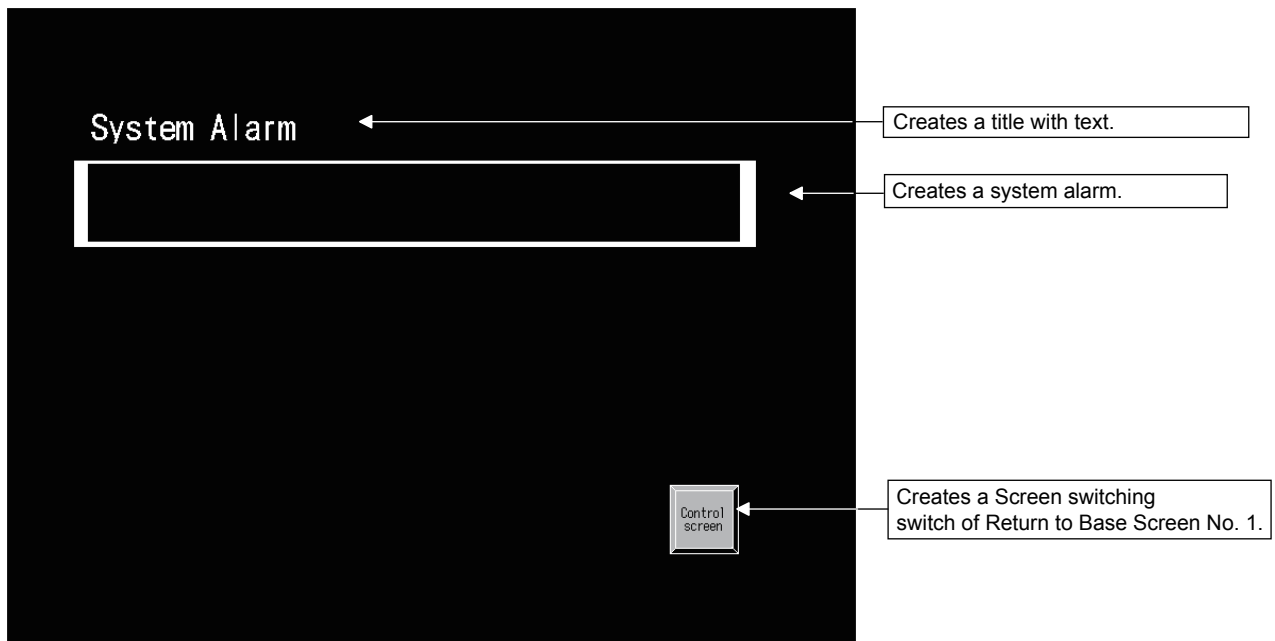 System Alarm
Creates a title with text.
Creates a system alarm.
Control
screen
Creates a Screen switching
switch of Return to Base Screen No. 1.